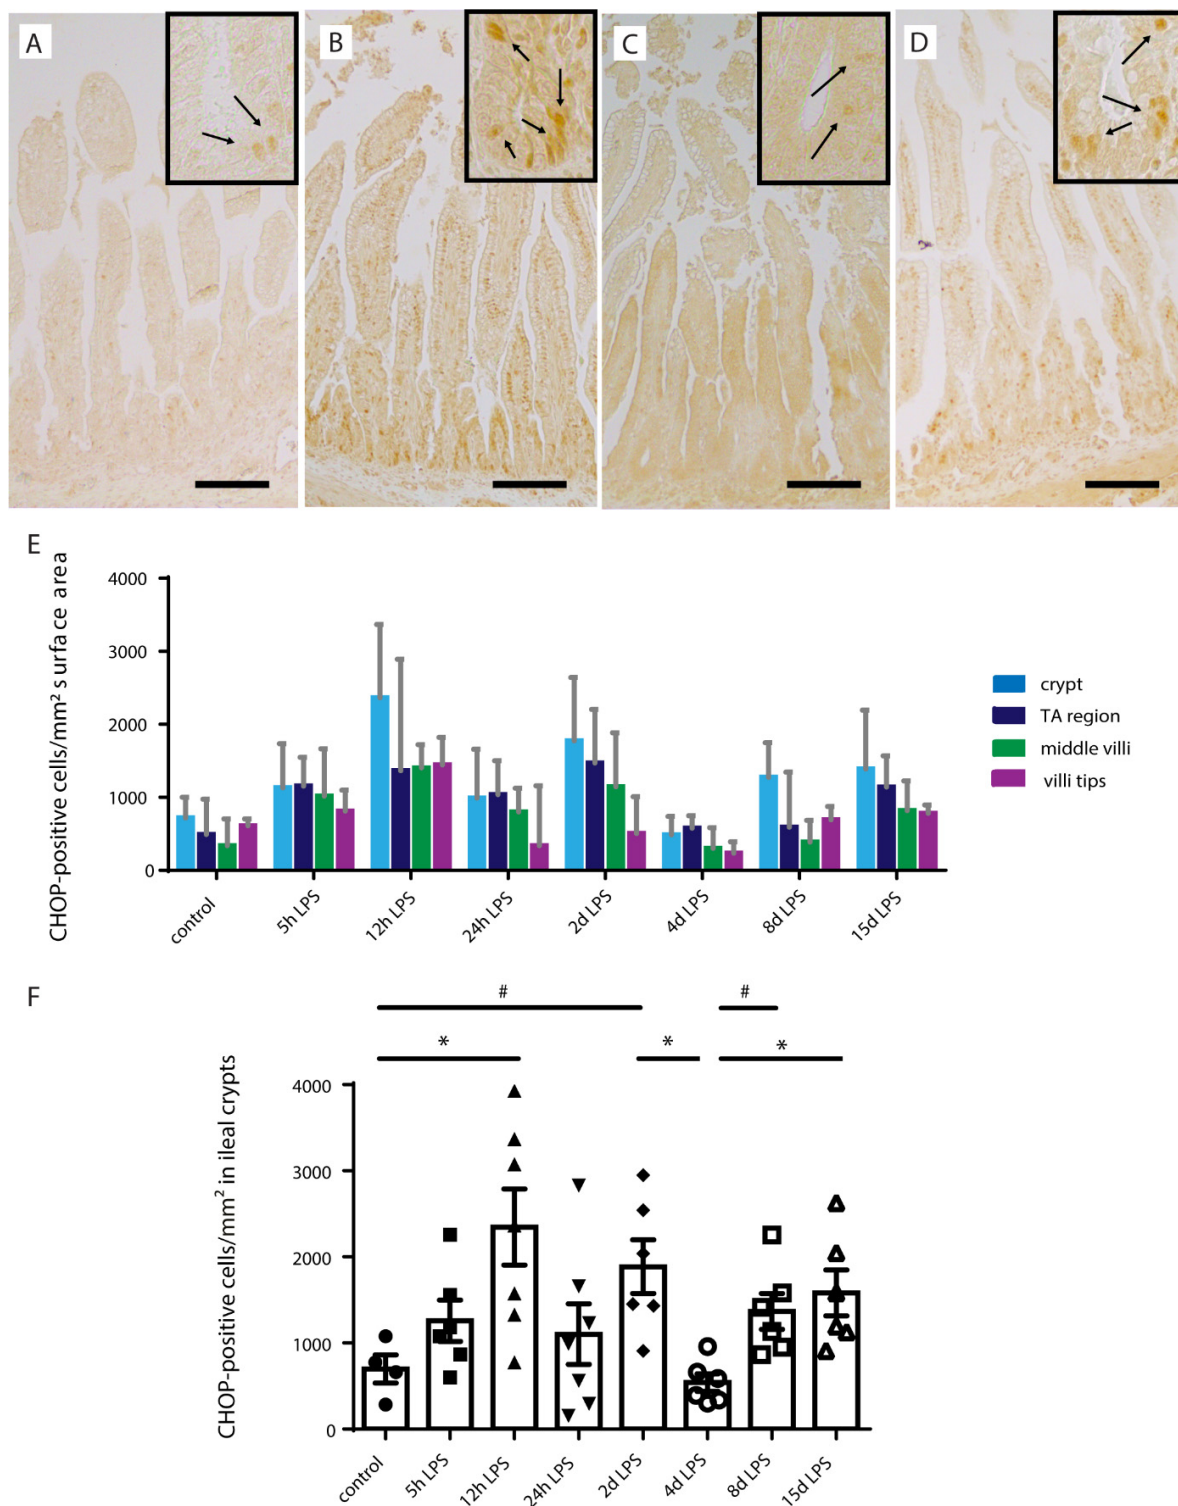 A
B
C
D
E
CHOP-positive cells/mm² s urfa ce area
4000
3000
2000
1000
0
control
5h LPS
12h LPS
24h LPS
2d LPS
4d LPS
8d LPS
15d LPS
crypt
TA region
middle villi
villi tips
F
CHOP-positive cells/mm² in ileal crypts
#
#
*
*
*
4000
3000
2000
1000
0
control
5h LPS
12h LPS
24h LPS
2d LPS
4d LPS
8d LPS
15d LPS